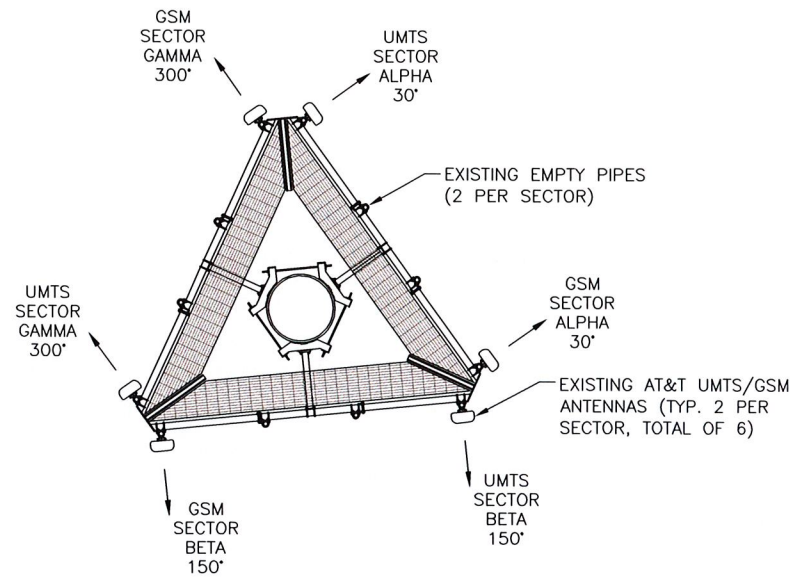 GSM
SECTOR
GAMMA
300°
UMTS
SECTOR
ALPHA
30°
EXISTING EMPTY PIPES
(2 PER SECTOR)
UMTS
SECTOR
GAMMA
300°
GSM
SECTOR
ALPHA
30°
EXISTING AT&T UMTS/GSM
ANTENNAS (TYP. 2 PER
SECTOR, TOTAL OF 6)
GSM
SECTOR
BETA
150°
UMTS
SECTOR
BETA
150°